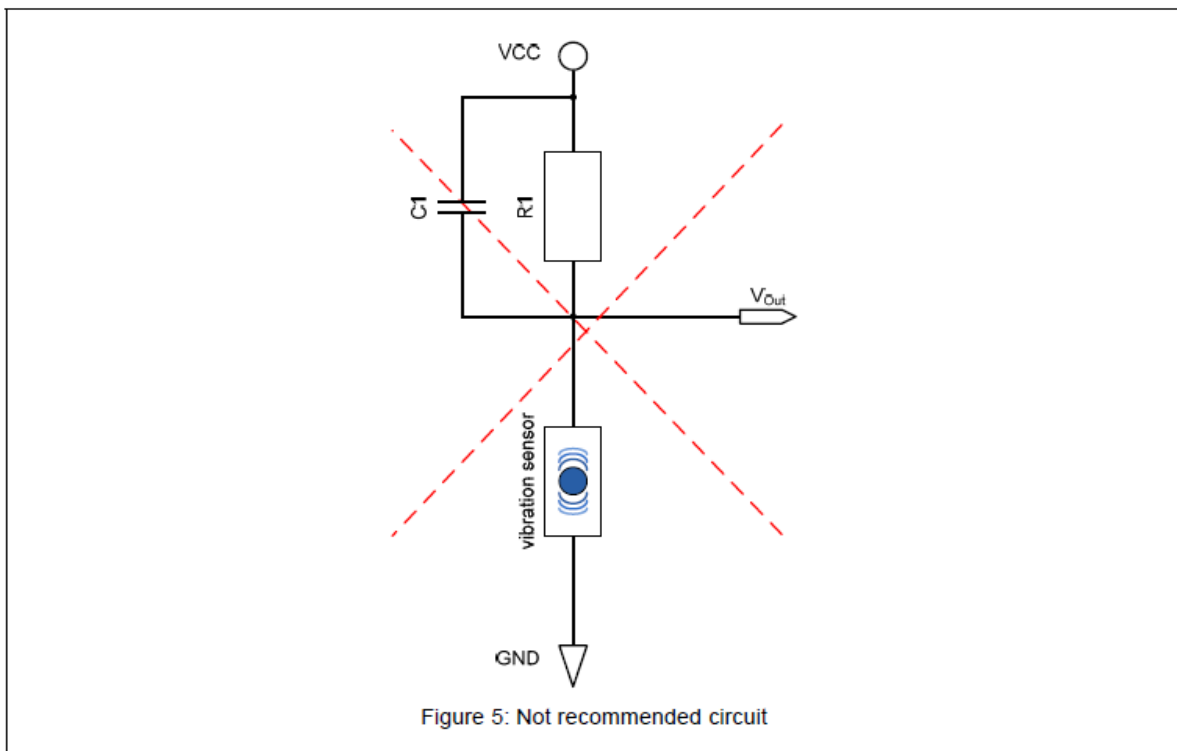 VCC
C1
R1
VOut
vibration sensor
GND
Figure 5: Not recommended circuit